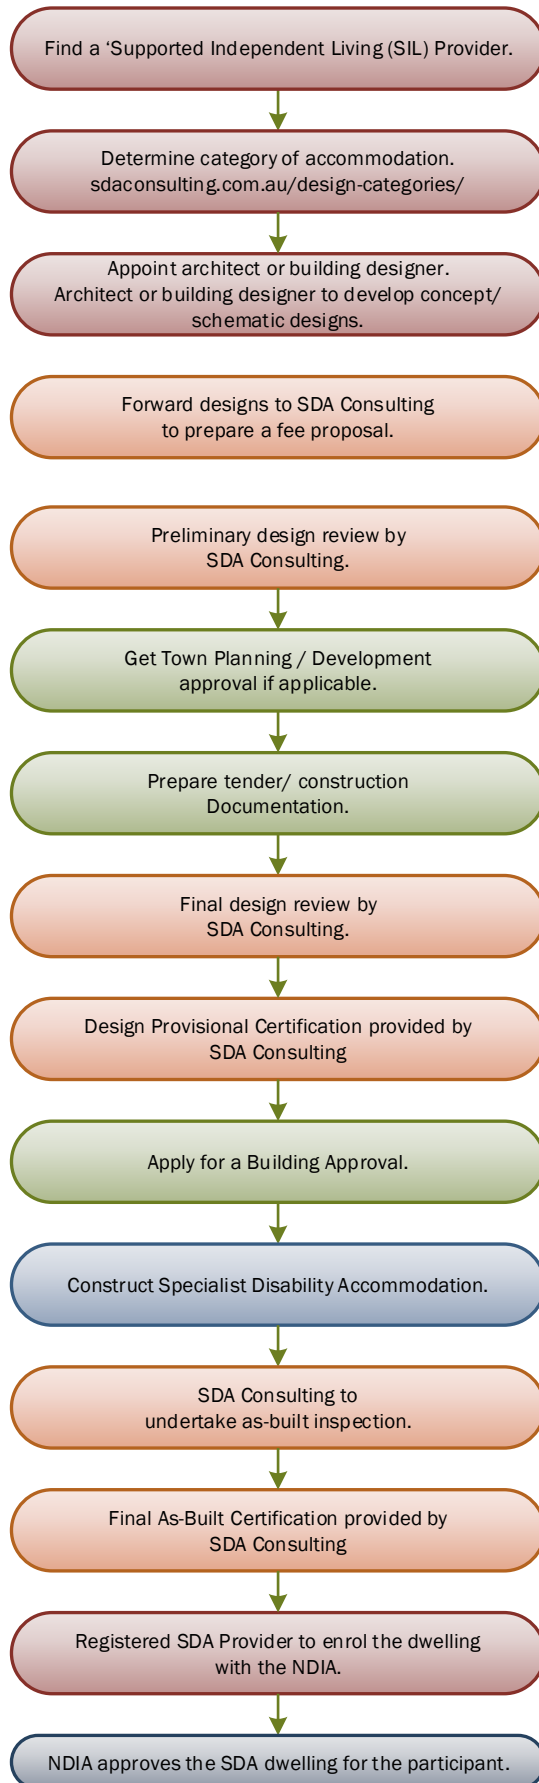 Find a ‘Supported Independent Living (SIL) Provider.
Determine category of accommodation.
sdaconsulting.com.au/design-categories/
Appoint architect or building designer.
Architect or building designer to develop concept/
schematic designs.
Forward designs to SDA Consulting
to prepare a fee proposal.
Preliminary design review by
SDA Consulting.
Get Town Planning / Development
approval if applicable.
Prepare tender/ construction
Documentation.
Final design review by
SDA Consulting.
Design Provisional Certification provided by
SDA Consulting
Apply for a Building Approval.
Construct Specialist Disability Accommodation.
SDA Consulting to
undertake as-built inspection.
Final As-Built Certification provided by
SDA Consulting
Registered SDA Provider to enrol the dwelling
with the NDIA.
NDIA approves the SDA dwelling for the participant.